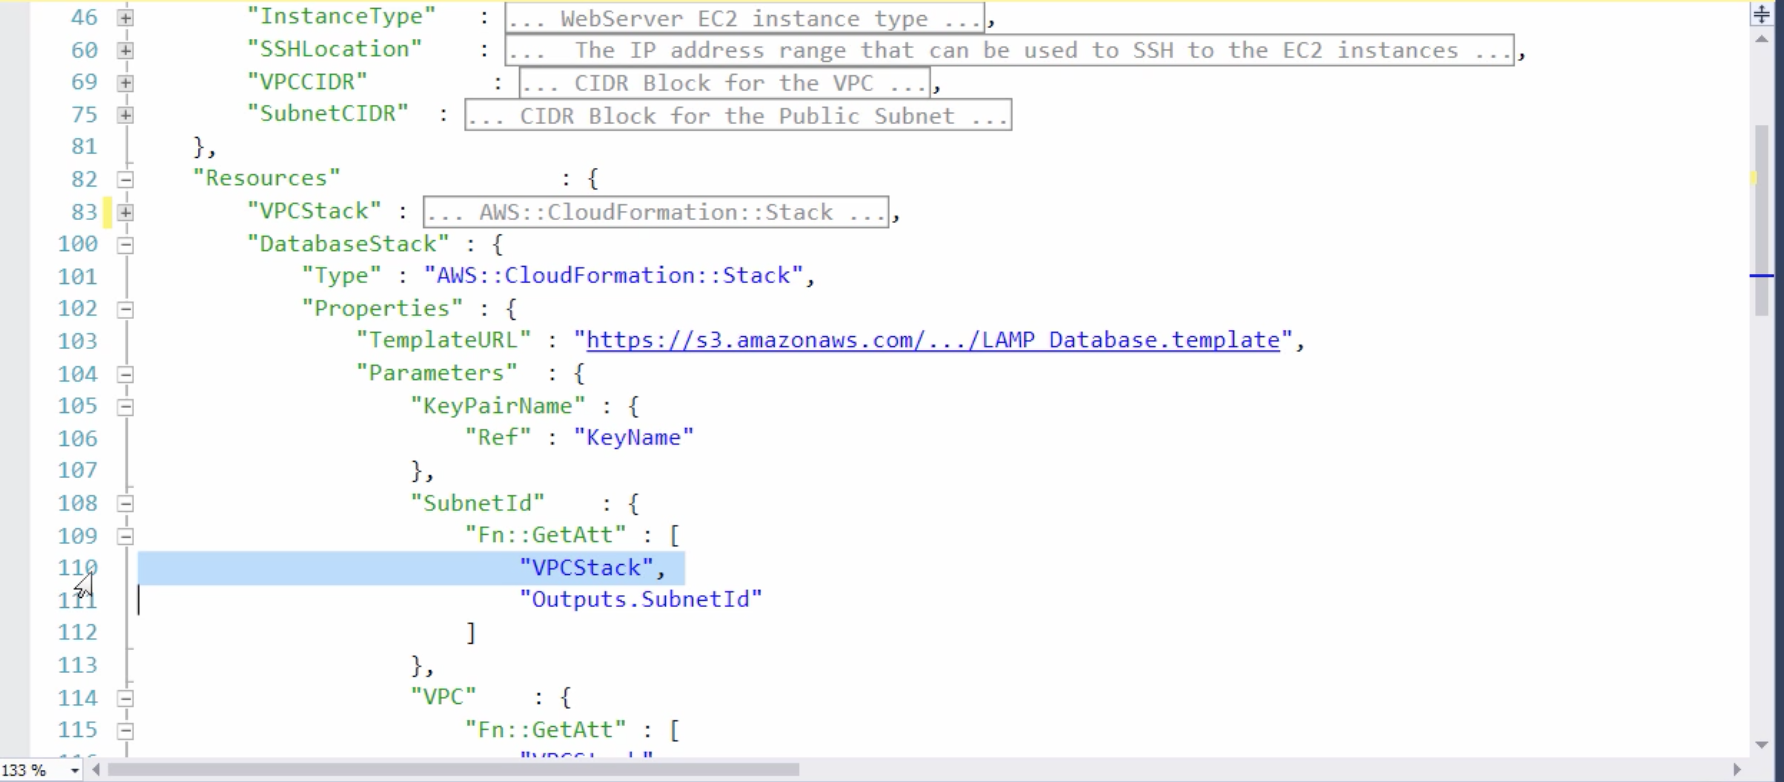 46 "InstanceType" : ... WebServer EC2 instance type ...,
60 "SSHLocation" : ... The IP address range that can be used to SSH to the EC2 instances ...,
69 "VPCCIDR" : ... CIDR Block for the VPC ...,
75 "SubnetCIDR" : ... CIDR Block for the Public Subnet ...
81 },
82 "Resources" : {
83 "VPCStack" : ... AWS::CloudFormation::Stack ...,
100 "DatabaseStack" : {
101 "Type" : "AWS::CloudFormation::Stack",
102 "Properties" : {
103 "TemplateURL" : "https://s3.amazonaws.com/.../LAMP_Database.template",
104 "Parameters" : {
105 "KeyPairName" : {
106 "Ref" : "KeyName"
107 },
108 "SubnetId" : {
109 "Fn::GetAtt" : [
110 "VPCStack",
111 "Outputs.SubnetId"
112 ]
113 },
114 "VPC" : {
115 "Fn::GetAtt" : [
133 %